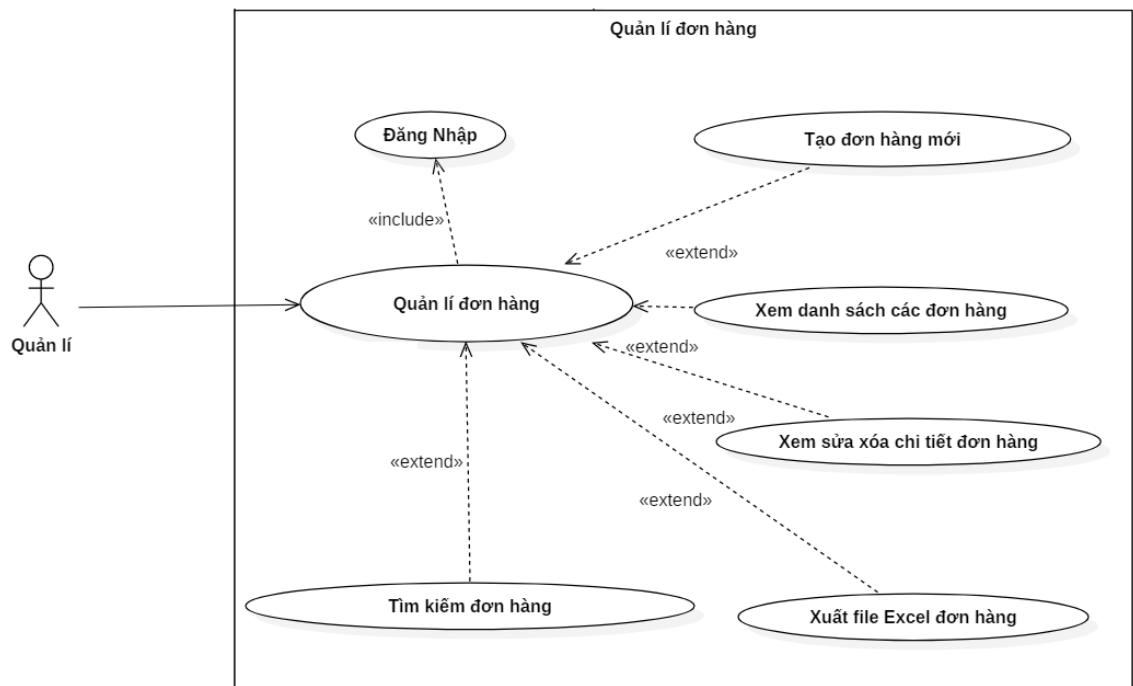 Quản lí đơn hàng
Đăng Nhập
Tạo đơn hàng mới
«include»
«extend»
Quản lí đơn hàng
Xem danh sách các đơn hàng
Quản lí
«extend»
«extend»
Xem sửa xóa chi tiết đơn hàng
«extend»
«extend»
Tìm kiếm đơn hàng
Xuất file Excel đơn hàng